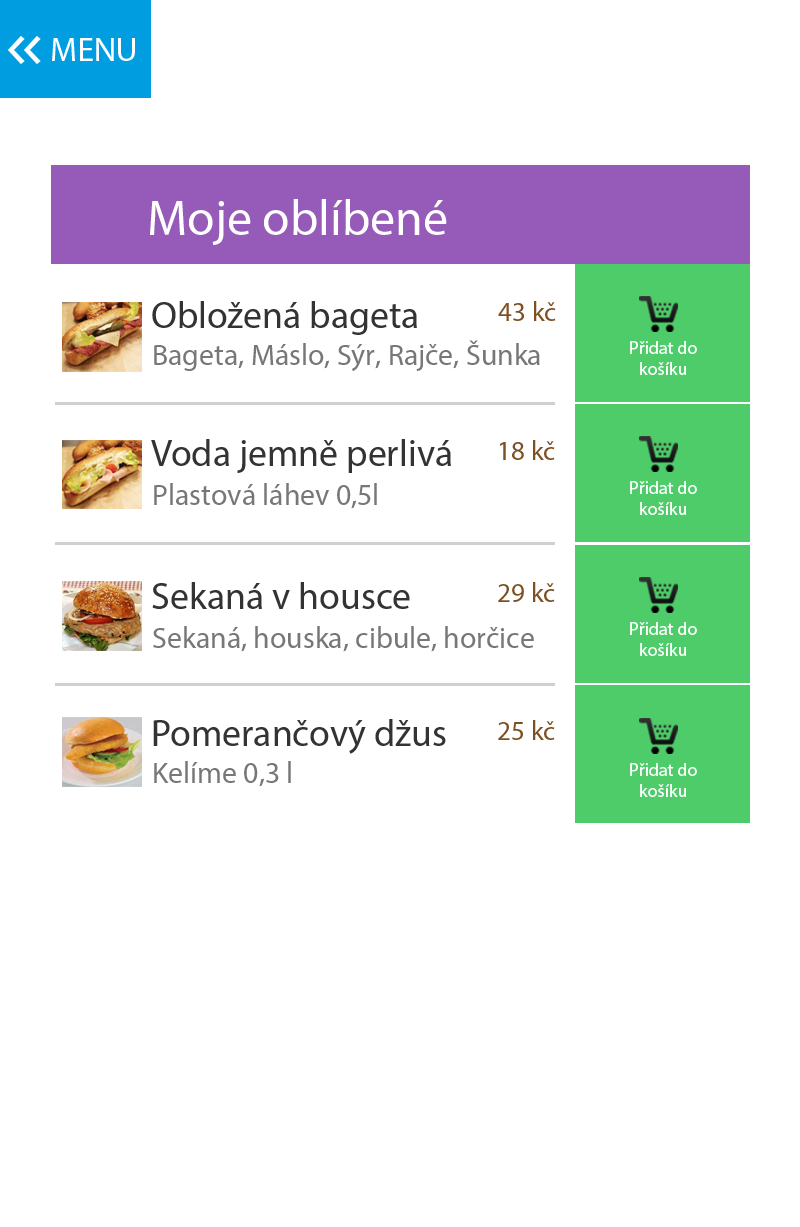 MENU
Moje oblíbené
Obložená bageta
43 kč
Bageta, Máslo, Sýr, Rajče, Šunka
Přidat do
košíku
Voda jemně perlivá
18 kč
Plastová láhev 0,5l
Přidat do
košíku
Sekaná v housce
29 kč
Sekaná, houska, cibule, horčice
Přidat do
košíku
Pomerančový džus
25 kč
Kelíme 0,3 l
Přidat do
košíku